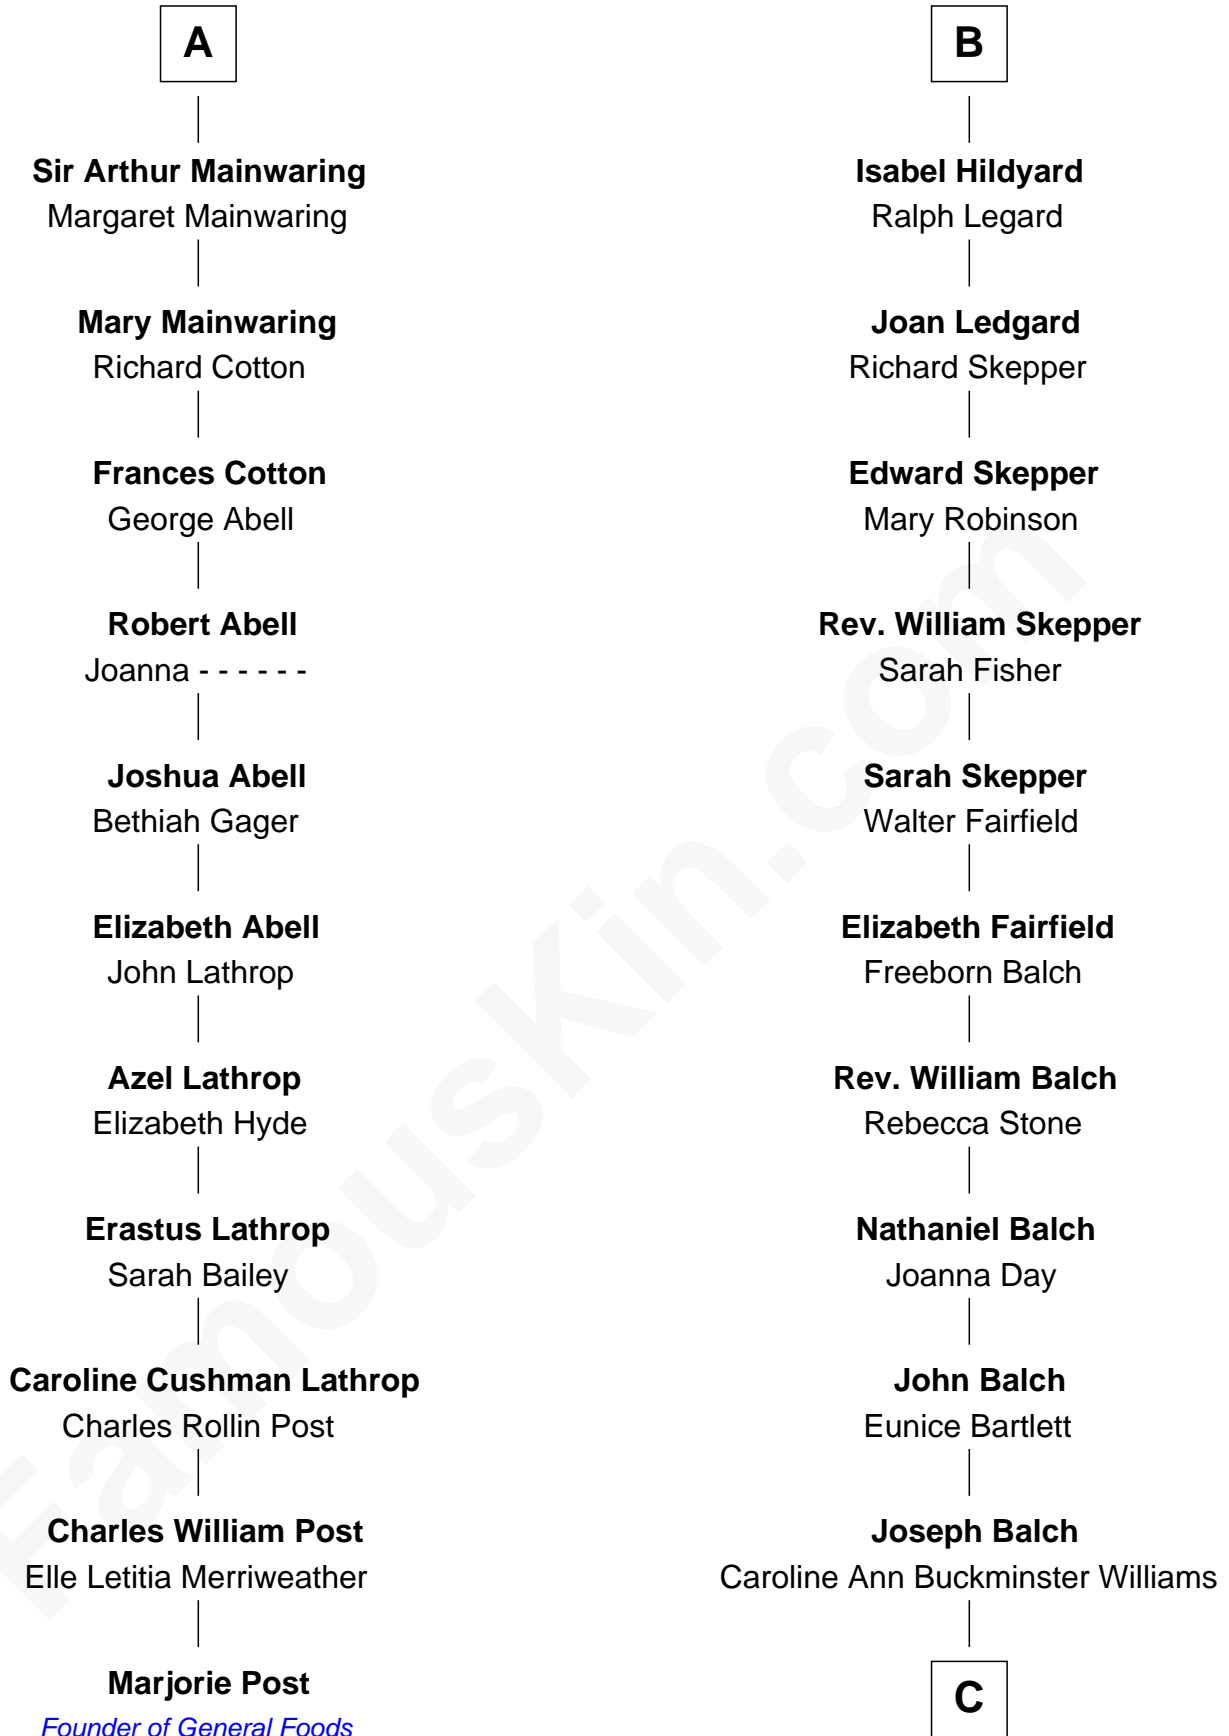 A
Sir Arthur Mainwaring
Margaret Mainwaring
Mary Mainwaring
Richard Cotton
Frances Cotton
George Abell
Robert Abell
Joanna - - - - - -
Joshua Abell
Bethiah Gager
Elizabeth Abell
John Lathrop
Azel Lathrop
Elizabeth Hyde
Erastus Lathrop
Sarah Bailey
Caroline Cushman Lathrop
Charles Rollin Post
Charles William Post
Elle Letitia Merriweather
Marjorie Post
Founder of General Foods
B
Isabel Hildyard
Ralph Legard
Joan Ledgard
Richard Skepper
Edward Skepper
Mary Robinson
Rev. William Skepper
Sarah Fisher
Sarah Skepper
Walter Fairfield
Elizabeth Fairfield
Freeborn Balch
Rev. William Balch
Rebecca Stone
Nathaniel Balch
Joanna Day
John Balch
Eunice Bartlett
Joseph Balch
Caroline Ann Buckminster Williams
C
FamousKin.com